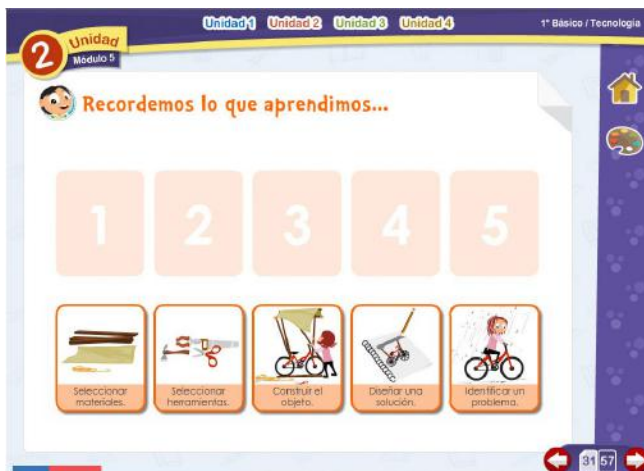 Unidad 1 Unidad 2 Unidad 3 Unidad 4
1° Básico / Tecnología
2 Unidad
Módulo 5
Recordemos lo que aprendimos...
1 2 3 4 5
Seleccionar
materiales.
Seleccionar
herramientas.
Construir el
objeto.
Diseñar una
solución.
Identificar un
problema.
31 57